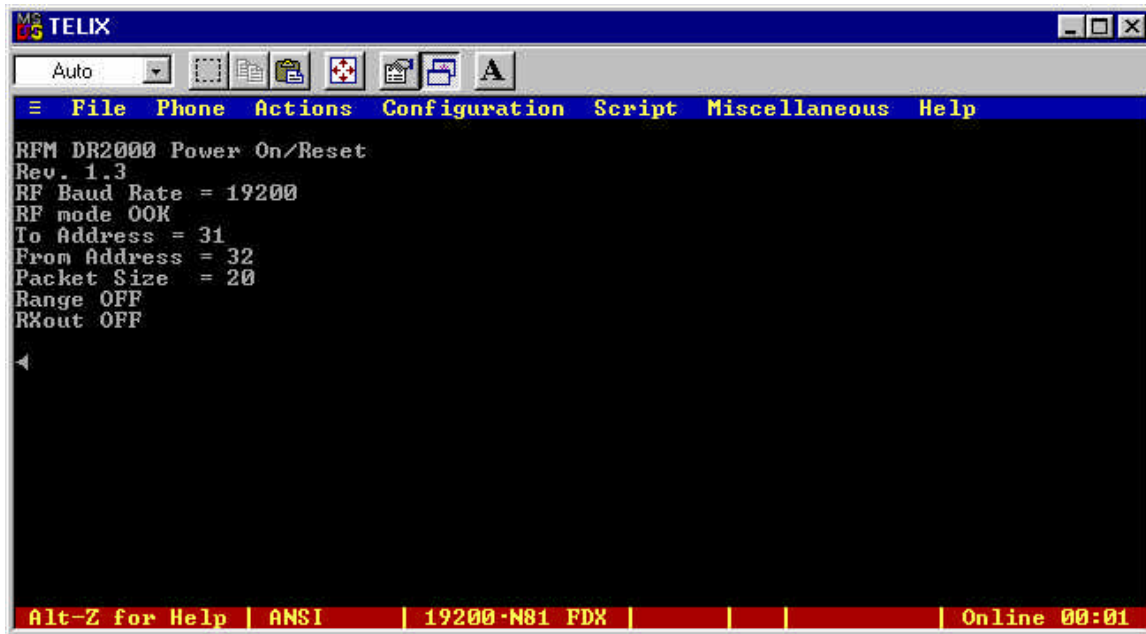 TELIX
Auto
A
≡ File Phone Actions Configuration Script Miscellaneous Help
RFM DR2000 Power On/Reset
Rev. 1.3
RF Baud Rate = 19200
RF mode OOK
To Address = 31
From Address = 32
Packet Size = 20
Range OFF
RXout OFF
Alt-Z for Help | ANSI | 19200·N81 FDX | | | | Online 00:01